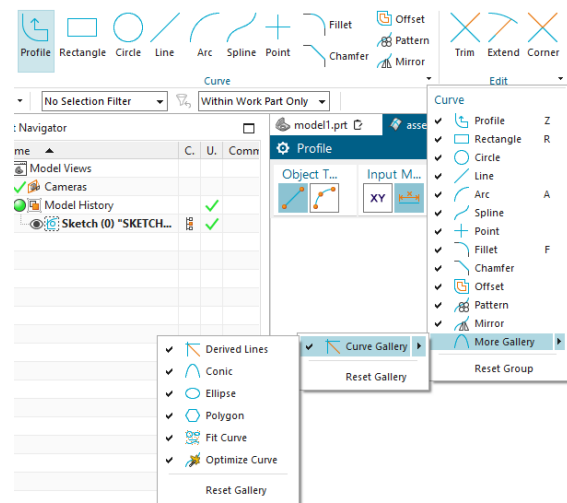 Profile Rectangle Circle Line Arc Spline Point
Fillet
Chamfer
Offset
Pattern
Mirror
Trim Extend Corner
Curve
Edit
No Selection Filter
Within Work Part Only
t Navigator
me C. U. Comm
Model Views
Cameras
Model History
Sketch (0) "SKETCH...
model1.prt
asse
Profile
Object T...
Input M...
XY
Curve
Profile Z
Rectangle R
Circle
Line
Arc A
Spline
Point
Fillet F
Chamfer
Offset
Pattern
Mirror
More Gallery
Reset Group
Curve Gallery
Reset Gallery
Derived Lines
Conic
Ellipse
Polygon
Fit Curve
Optimize Curve
Reset Gallery